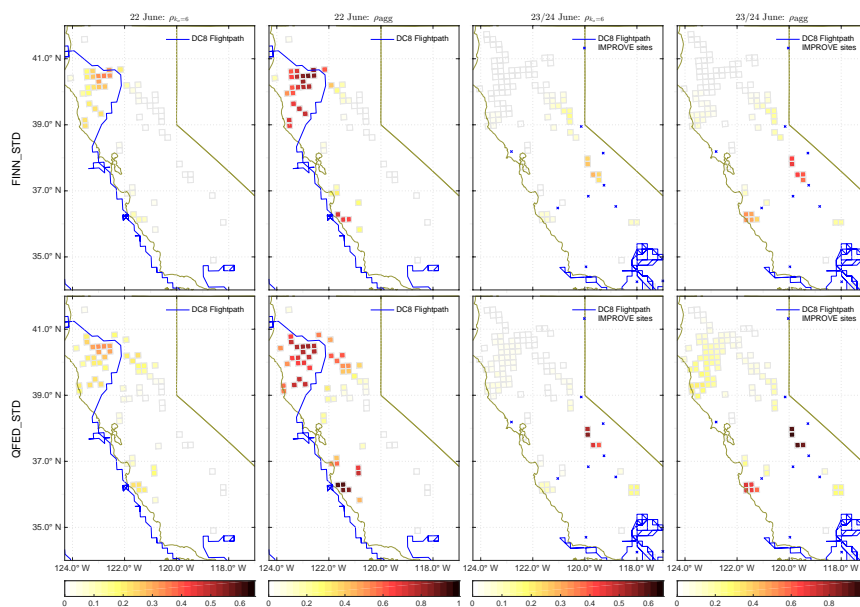 22 June: ρkₒ=6
22 June: ρagg
23/24 June: ρkₒ=6
23/24 June: ρagg
DC8 Flightpath
DC8 Flightpath
DC8 Flightpath
IMPROVE sites
DC8 Flightpath
IMPROVE sites
41.0° N
39.0° N
37.0° N
35.0° N
FINN_STD
DC8 Flightpath
DC8 Flightpath
DC8 Flightpath
IMPROVE sites
DC8 Flightpath
IMPROVE sites
41.0° N
39.0° N
37.0° N
35.0° N
QFED_STD
124.0° W 122.0° W 120.0° W 118.0° W
124.0° W 122.0° W 120.0° W 118.0° W
124.0° W 122.0° W 120.0° W 118.0° W
124.0° W 122.0° W 120.0° W 118.0° W
0 0.1 0.2 0.3 0.4 0.5 0.6
0 0.2 0.4 0.6 0.8 1
0 0.1 0.2 0.3 0.4 0.5 0.6
0 0.2 0.4 0.6 0.8